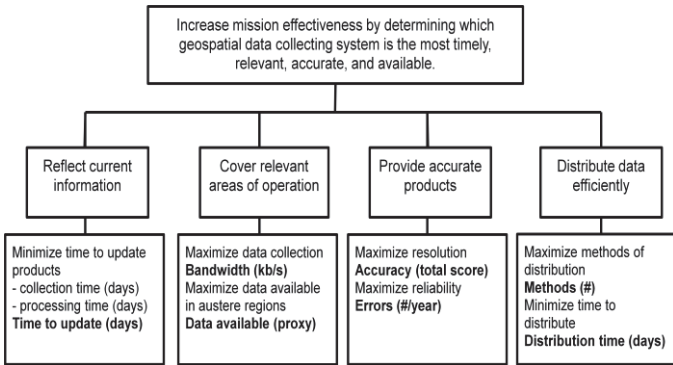 Increase mission effectiveness by determining which
geospatial data collecting system is the most timely,
relevant, accurate, and available.
Reflect current
information
Cover relevant
areas of operation
Provide accurate
products
Distribute data
efficiently
Minimize time to update
products
- collection time (days)
- processing time (days)
Time to update (days)
Maximize data collection
Bandwidth (kb/s)
Maximize data available
in austere regions
Data available (proxy)
Maximize resolution
Accuracy (total score)
Maximize reliability
Errors (#/year)
Maximize methods of
distribution
Methods (#)
Minimize time to
distribute
Distribution time (days)